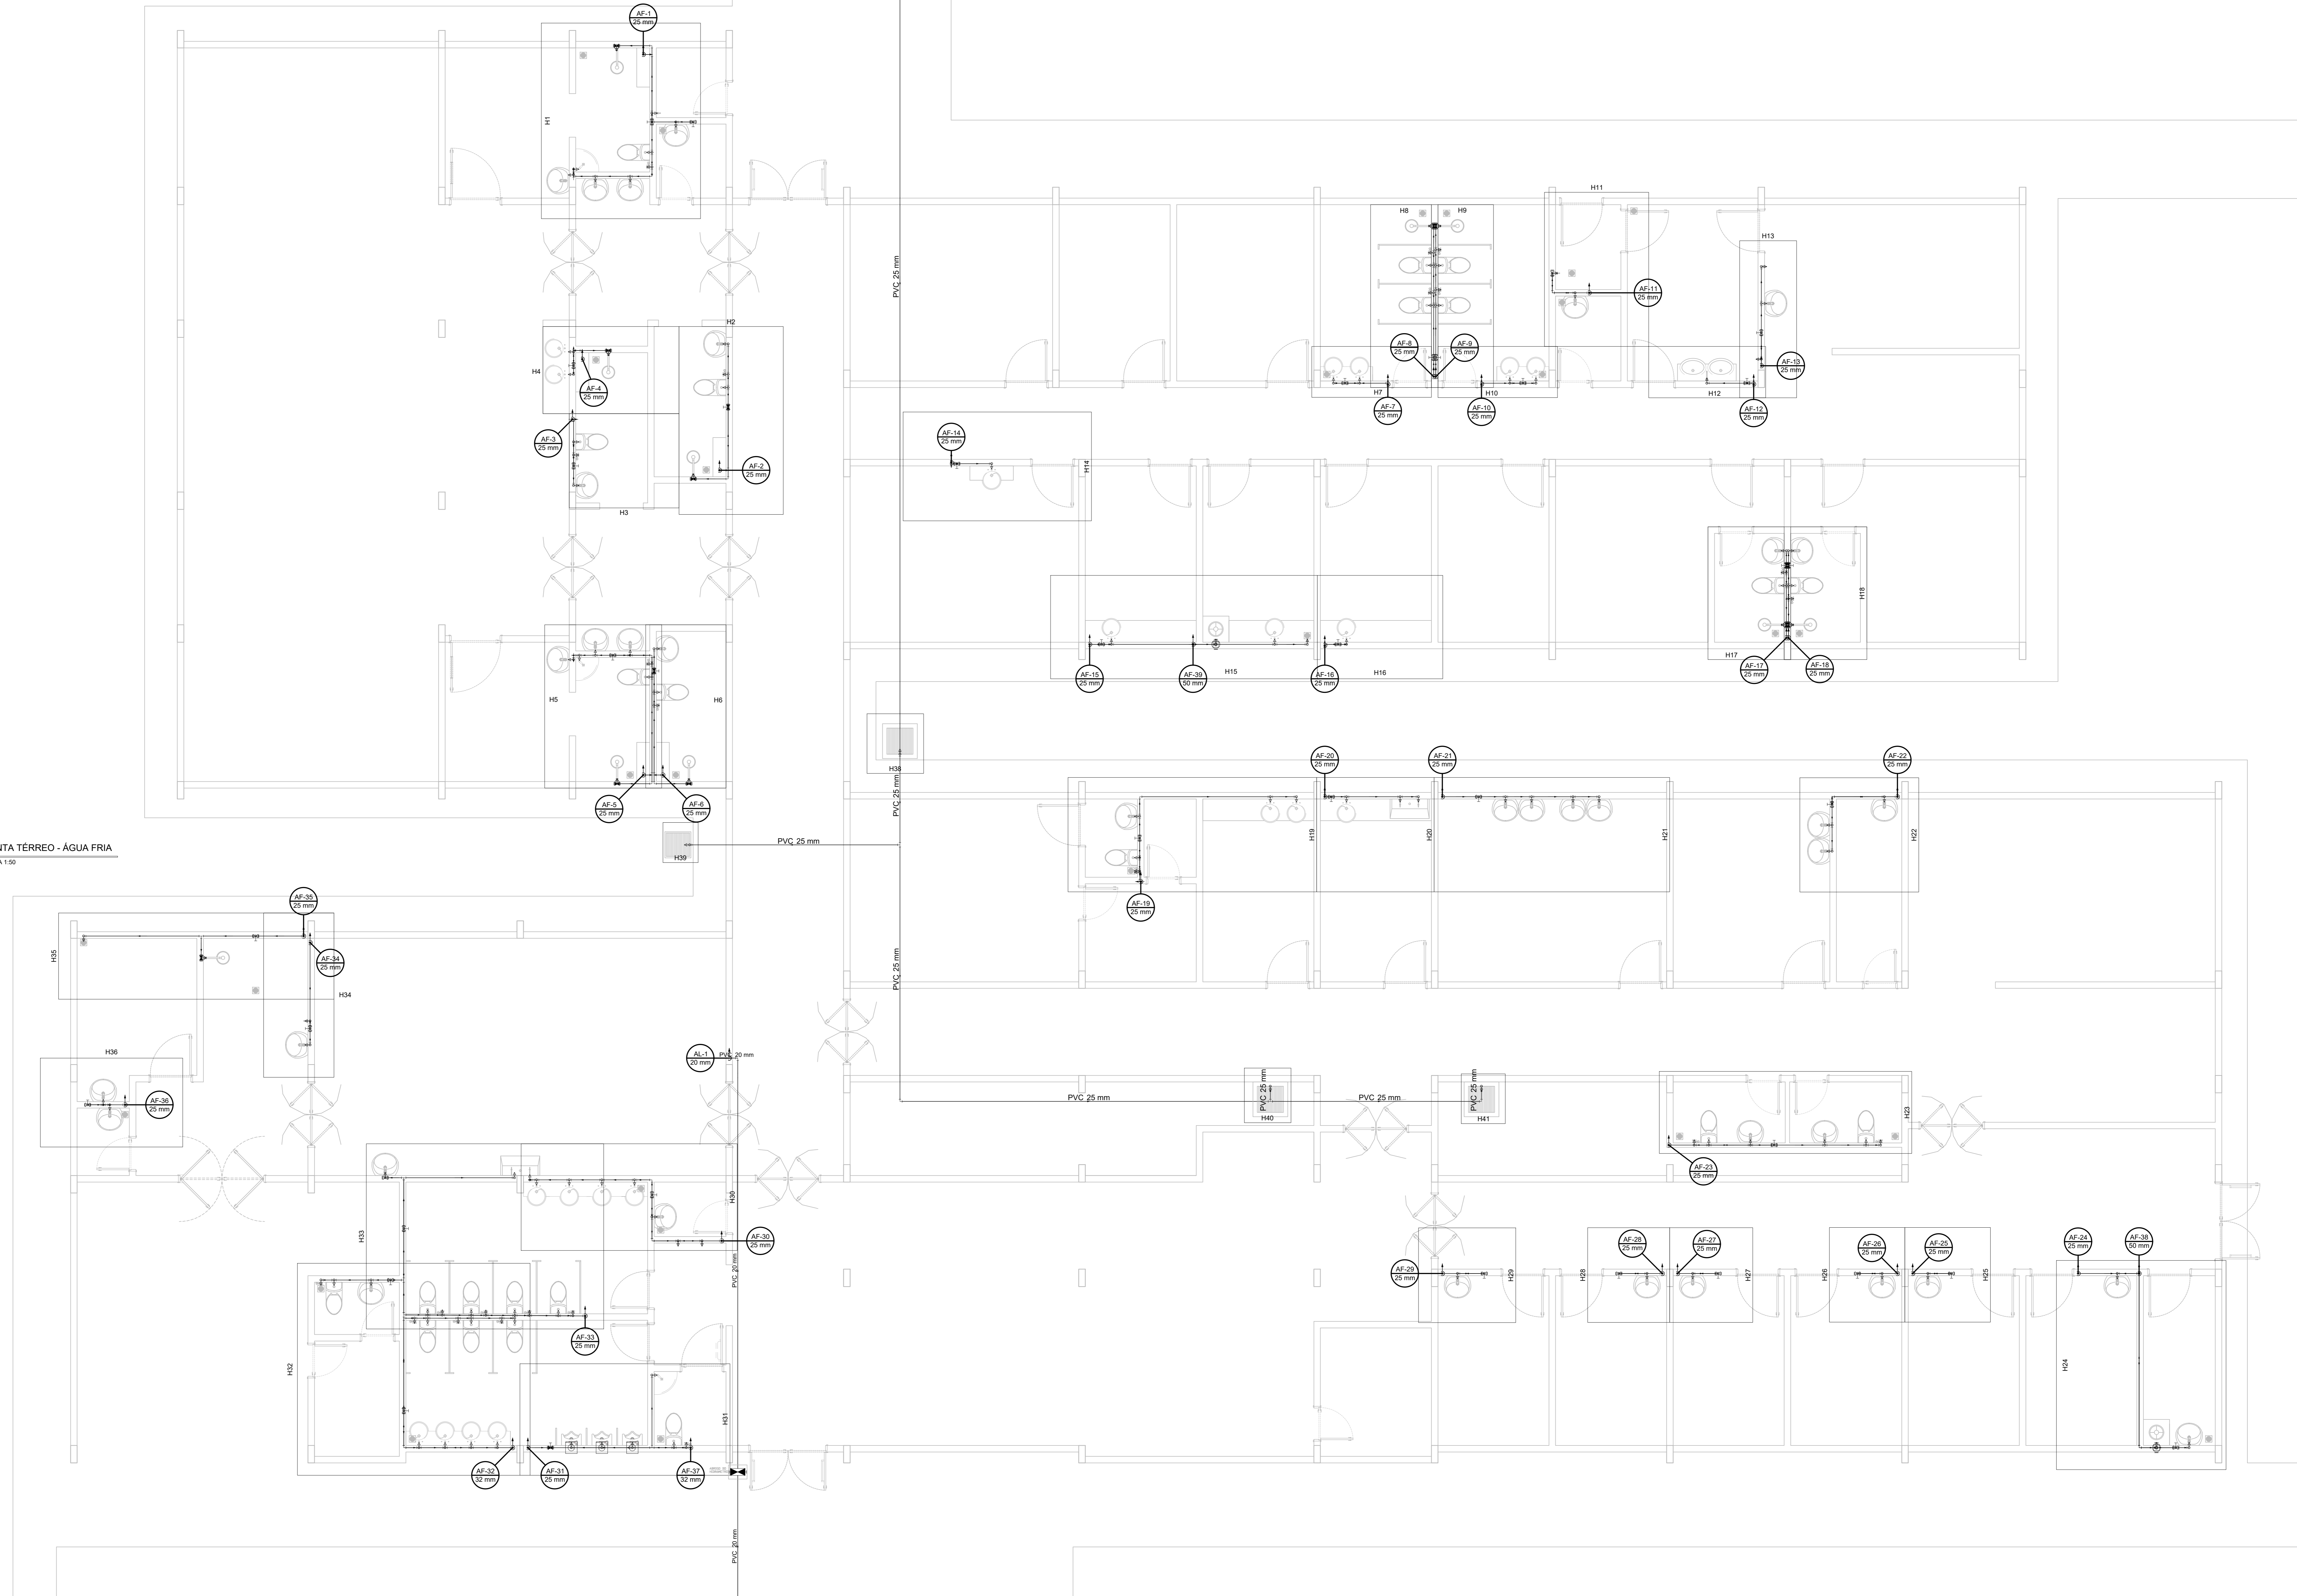 AF-1
25 mm
H1
H2
H4
AF-4
25 mm
AF-3
25 mm
AF-2
25 mm
H3
PVC 25 mm
H8
H9
H11
H13
AF-11
25 mm
AF-8
25 mm
AF-9
25 mm
AF-13
25 mm
H7
H10
H12
AF-7
25 mm
AF-10
25 mm
AF-12
25 mm
AF-14
25 mm
H14
H18
H17
AF-17
25 mm
AF-18
25 mm
H15
H16
AF-15
25 mm
AF-39
50 mm
AF-16
25 mm
H5
H6
AF-5
25 mm
AF-6
25 mm
H38
PVC 25 mm
AF-20
25 mm
AF-21
25 mm
AF-22
25 mm
H19
H20
H21
H22
AF-19
25 mm
NTA TÉRREO - ÁGUA FRIA
A 1:50
H39
PVC 25 mm
AF-35
25 mm
AF-34
25 mm
H35
H34
PVC 25 mm
H36
AF-36
25 mm
AL-1
20 mm
PVC 20 mm
PVC 25 mm
PVC 25 mm
PVC 25 mm
PVC 25 mm
H40
H41
H23
AF-23
25 mm
H33
H30
AF-30
25 mm
PVC 20 mm
AF-33
25 mm
H32
H31
AF-32
32 mm
AF-31
25 mm
AF-37
32 mm
PVC 20 mm
AF-29
25 mm
H29
AF-28
25 mm
H28
AF-27
25 mm
H27
AF-26
25 mm
H26
AF-25
25 mm
H25
AF-24
25 mm
AF-38
50 mm
H24